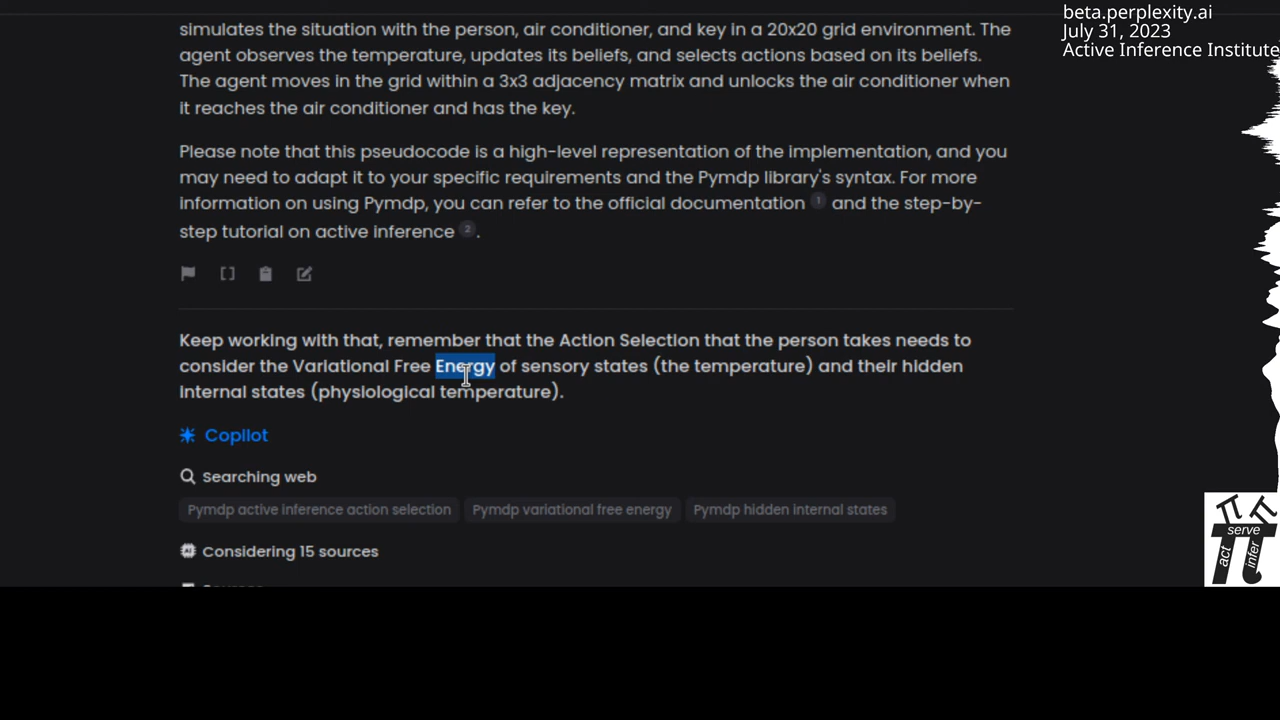 beta.perplexity.ai
July 31, 2023
Active Inference Institute
simulates the situation with the person, air conditioner, and key in a 20x20 grid environment. The
agent observes the temperature, updates its beliefs, and selects actions based on its beliefs.
The agent moves in the grid within a 3x3 adjacency matrix and unlocks the air conditioner when
it reaches the air conditioner and has the key.
Please note that this pseudocode is a high-level representation of the implementation, and you
may need to adapt it to your specific requirements and the Pymdp library's syntax. For more
information on using Pymdp, you can refer to the official documentation 1 and the step-by-
step tutorial on active inference 2.
Keep working with that, remember that the Action Selection that the person takes needs to
consider the Variational Free Energy of sensory states (the temperature) and their hidden
internal states (physiological temperature).
Copilot
Searching web
Pymdp active inference action selection Pymdp variational free energy Pymdp hidden internal states
Considering 15 sources
serve
act
infer